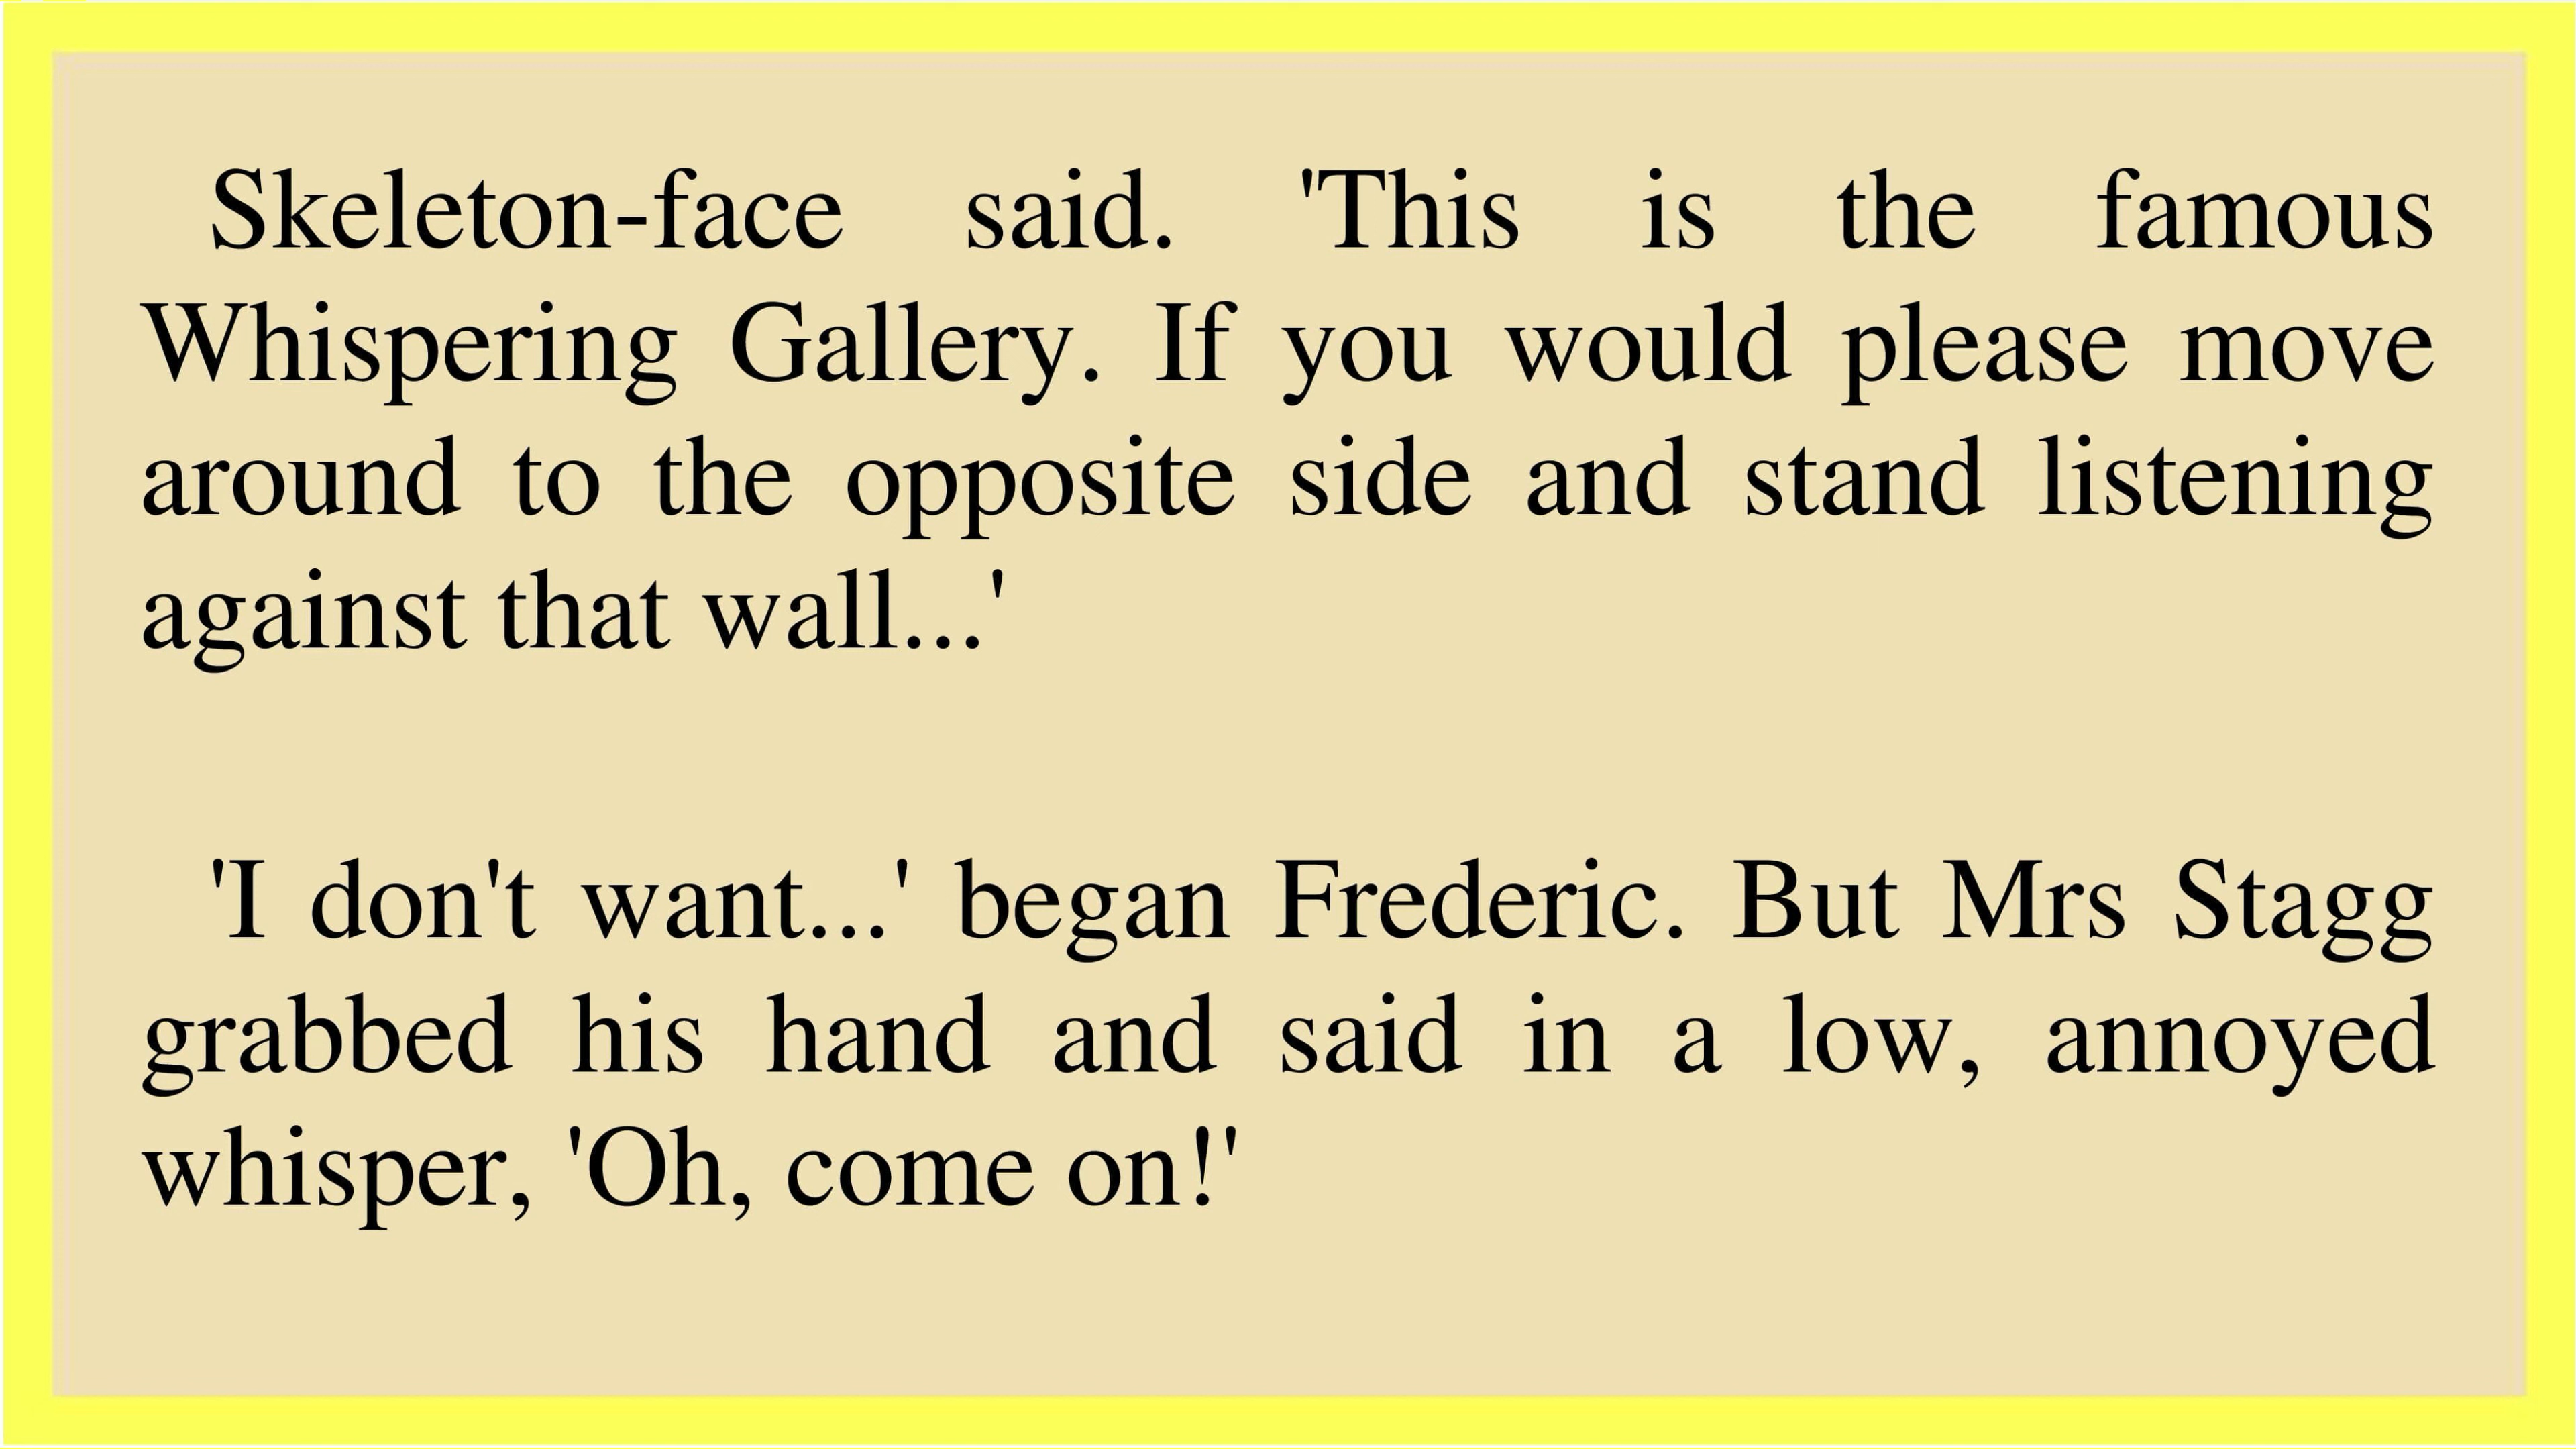 Skeleton-face said. 'This is the famous
Whispering Gallery. If you would please move
around to the opposite side and stand listening
against that wall...'
'I don't want...' began Frederic. But Mrs Stagg
grabbed his hand and said in a low, annoyed
whisper, 'Oh, come on!'